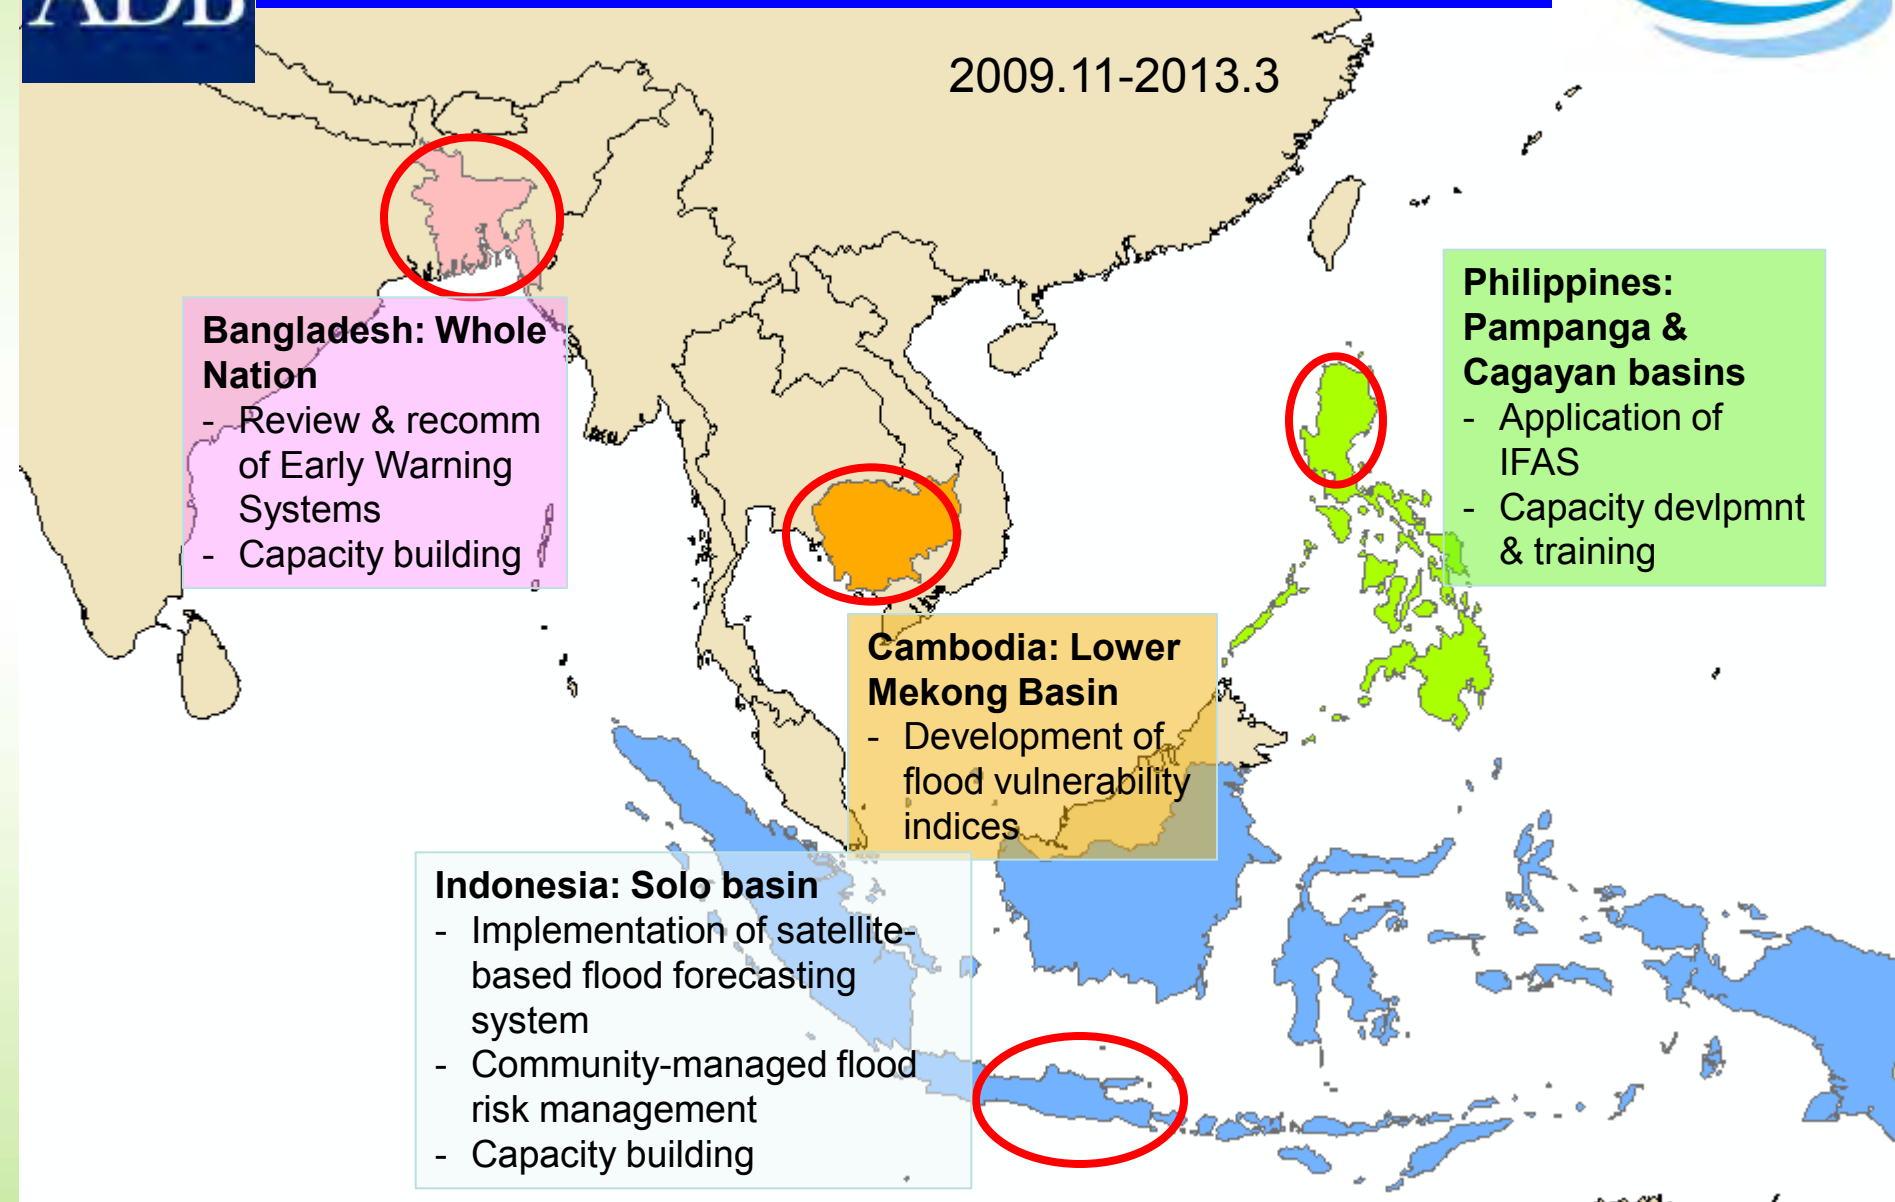 ADB
2009.11-2013.3
Bangladesh: Whole
Nation
- Review & recomm
of Early Warning
Systems
- Capacity building
Philippines:
Pampanga &
Cagayan basins
- Application of
IFAS
- Capacity devlpmnt
& training
Cambodia: Lower
Mekong Basin
- Development of
flood vulnerability
indices
Indonesia: Solo basin
- Implementation of satellite-
based flood forecasting
system
- Community-managed flood
risk management
- Capacity building